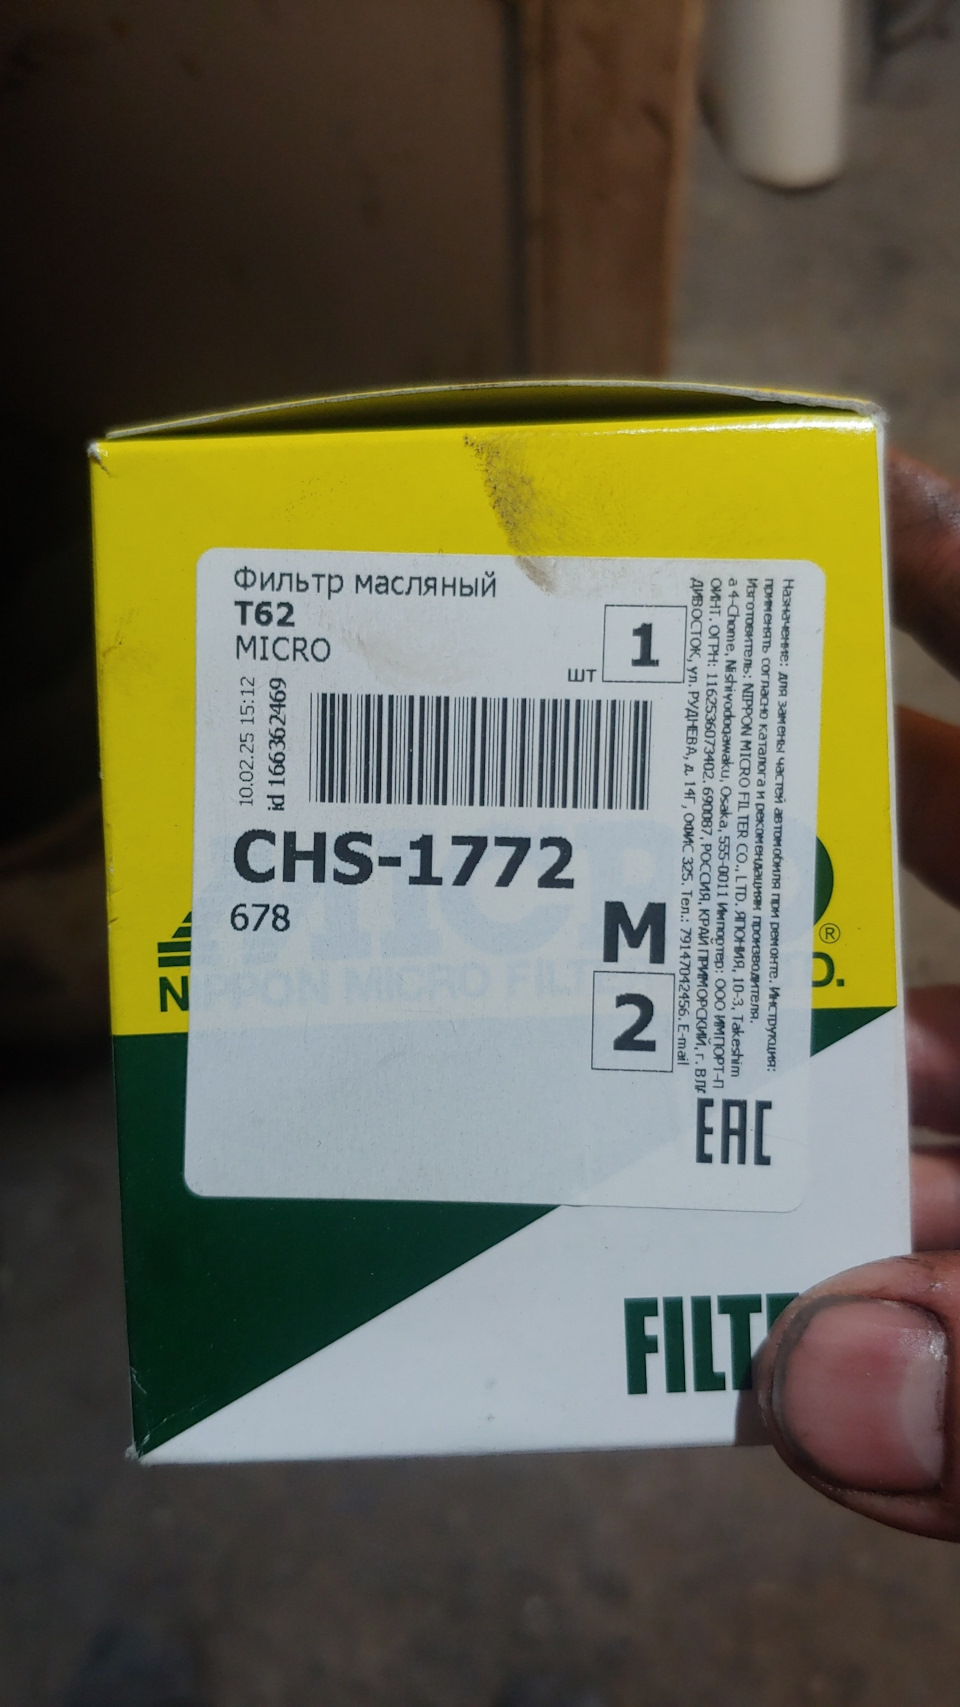 Фильтр масляный
T62
MICRO
шт
1
10.02.25 15:12
id 166362469
CHS-1772
678
M
2
Назначение: для замены частей автомобиля при ремонте. Инструкция:
применять согласно каталога и рекомендациям производителя.
Изготовитель: NIPPON MICRO FILTER CO., LTD. ЯПОНИЯ, 10-3, Takeshim
a 4-Chome, Nishiyodogawaku, Osaka, 555-0011 Импортер: ООО ИМПОРТ-П
ОИНТ. ОГРН: 1162536073402. 690087, РОССИЯ, КРАЙ ПРИМОРСКИЙ, г. ВЛА
ДИВОСТОК, ул. РУДНЕВА, д. 14Г, ОФИС 325. Тел.: 79147042456. E-mail
EAC
®
NIPPON MICRO FILTER CO., LTD.
FILT